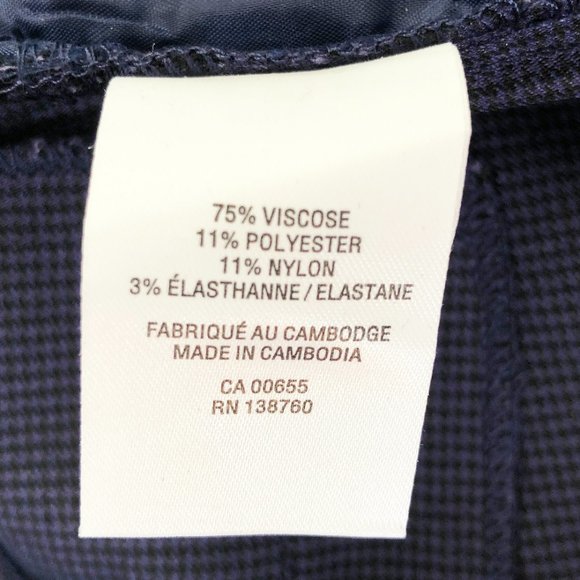 75% VISCOSE
11% POLYESTER
11% NYLON
3% ÉLASTHANNE/ELASTANE
FABRIQUÉ AU CAMBODGE
MADE IN CAMBODIA
CA 00655
RN 138760